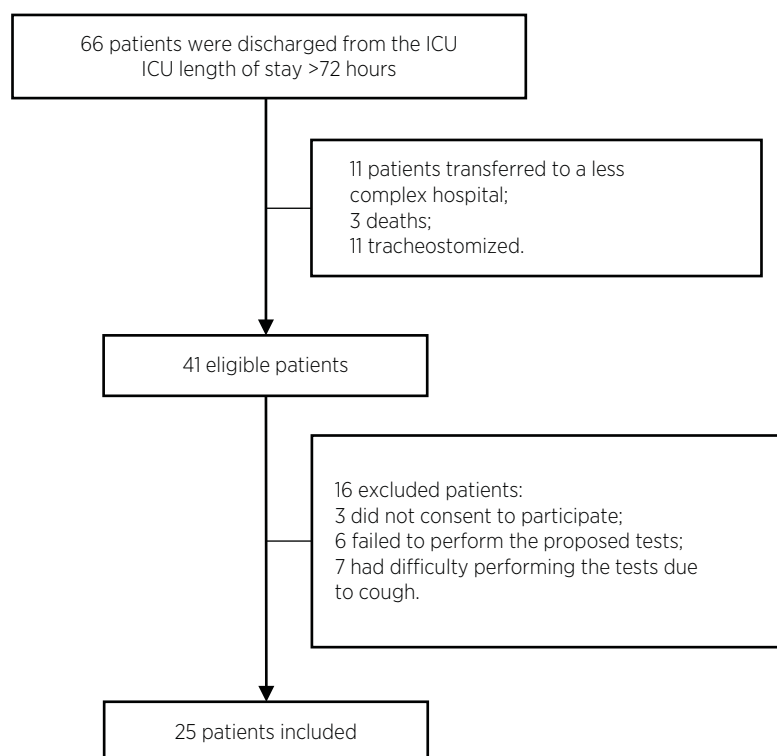 66 patients were discharged from the ICU
ICU length of stay >72 hours
11 patients transferred to a less
complex hospital;
3 deaths;
11 tracheostomized.
41 eligible patients
16 excluded patients:
3 did not consent to participate;
6 failed to perform the proposed tests;
7 had difficulty performing the tests due
to cough.
25 patients included